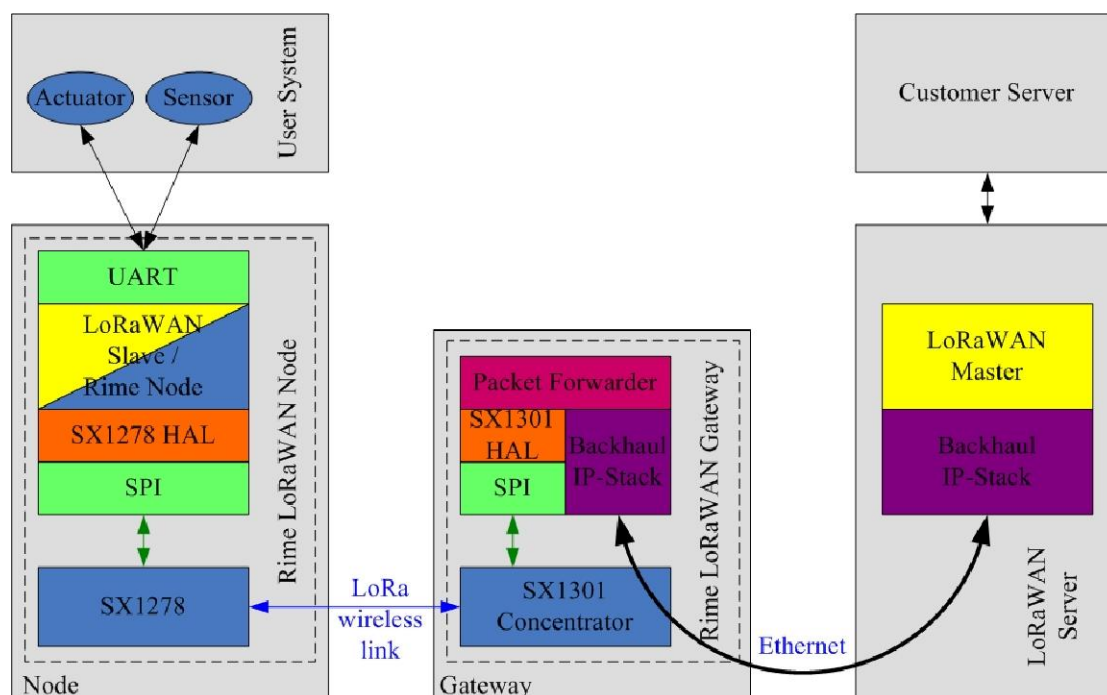 Actuator
Sensor
User System
Customer Server
UART
LoRaWAN
Slave /
Rime Node
SX1278 HAL
SPI
SX1278
Rime LoRaWAN Node
Node
LoRa
wireless
link
Packet Forwarder
SX1301
HAL
SPI
Backhaul
IP-Stack
SX1301
Concentrator
Rime LoRaWAN Gateway
Gateway
Ethernet
LoRaWAN
Master
Backhaul
IP-Stack
LoRaWAN
Server